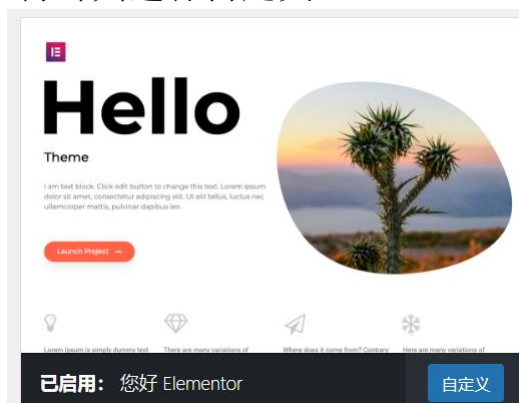 Hello
Theme
I am text block. Click edit button to change this text. Lorem ipsum
dolor sit amet, consectetur adipiscing elit. Ut elit tellus, luctus nec
ullamcorper mattis, pulvinar dapibus leo.
Launch Project →
Lorem Ipsum is simply dummy text
There are many variations of
Where does it come from? Contrary
Here are many variations of
已启用： 您好 Elementor
自定义